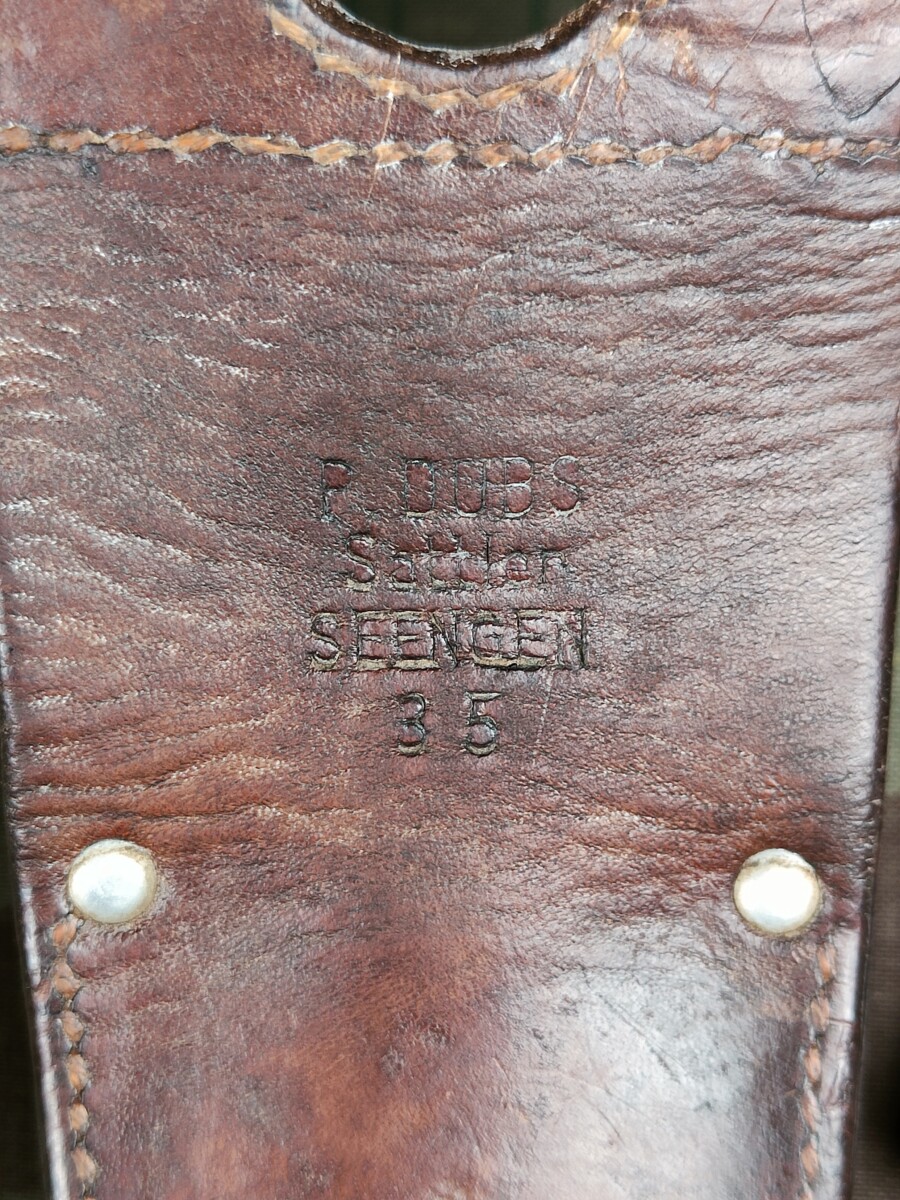 P. DUBS
Sattler
SEENGEN
35